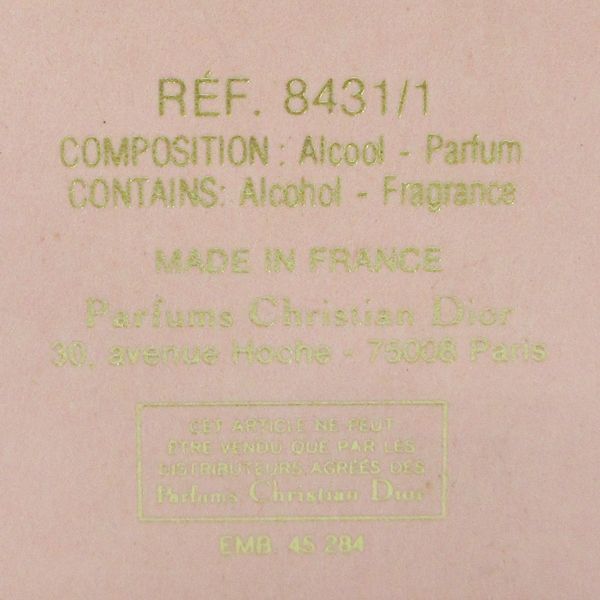 RÉF. 8431/1
COMPOSITION : Alcool - Parfum
CONTAINS: Alcohol - Fragrance
MADE IN FRANCE
Parfums Christian Dior
30, avenue Hoche - 75008 Paris
CET ARTICLE NE PEUT
ÊTRE VENDU QUE PAR LES
DISTRIBUTEURS AGRÉÉS DES
Parfums Christian Dior
EMB. 45 284